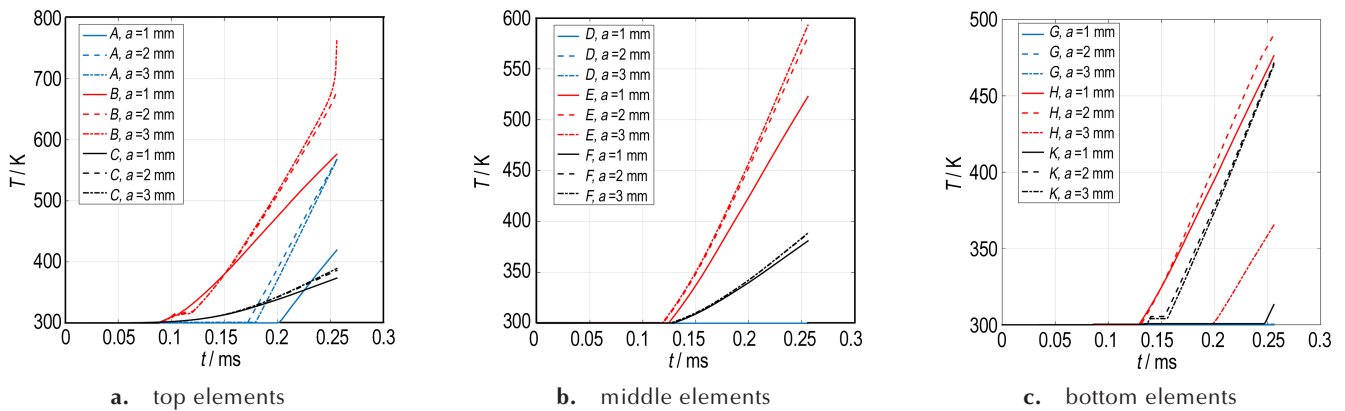 800
700
600
500
400
300
T / K
0
0.05
0.1
0.15
0.2
0.25
0.3
t / ms
A, a =1 mm
A, a =2 mm
A, a =3 mm
B, a =1 mm
B, a =2 mm
B, a =3 mm
C, a =1 mm
C, a =2 mm
C, a =3 mm
a. top elements
600
550
500
450
400
350
300
T / K
0
0.05
0.1
0.15
0.2
0.25
0.3
t / ms
D, a =1 mm
D, a =2 mm
D, a =3 mm
E, a =1 mm
E, a =2 mm
E, a =3 mm
F, a =1 mm
F, a =2 mm
F, a =3 mm
b. middle elements
500
450
400
350
300
T / K
0
0.05
0.1
0.15
0.2
0.25
0.3
t / ms
G, a =1 mm
G, a =2 mm
G, a =3 mm
H, a =1 mm
H, a =2 mm
H, a =3 mm
K, a =1 mm
K, a =2 mm
K, a =3 mm
c. bottom elements